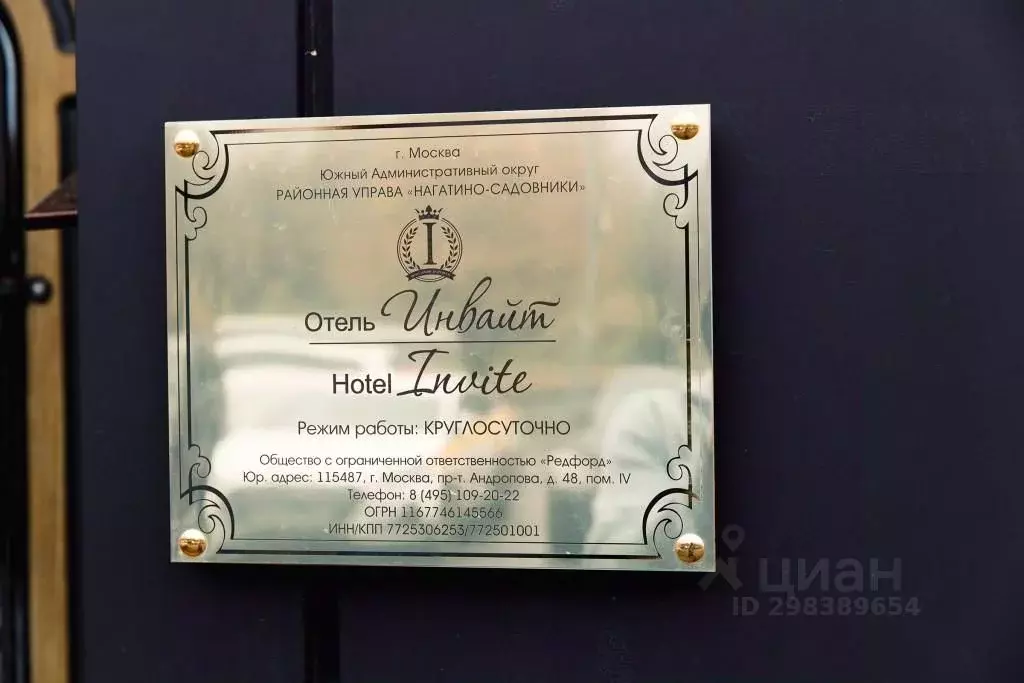 г. Москва
Южный Административный округ
РАЙОННАЯ УПРАВА «НАГАТИНО-САДОВНИКИ»
I
Отель Инвайт
Hotel Invite
Режим работы: КРУГЛОСУТОЧНО
Общество с ограниченной ответственностью «Редфорд»
Юр. адрес: 115487, г. Москва, пр-т. Андропова, д. 48, пом. IV
Телефон: 8 (495) 109-20-22
ОГРН 1167746145566
ИНН/КПП 7725306253/772501001
циан
ID 298389654